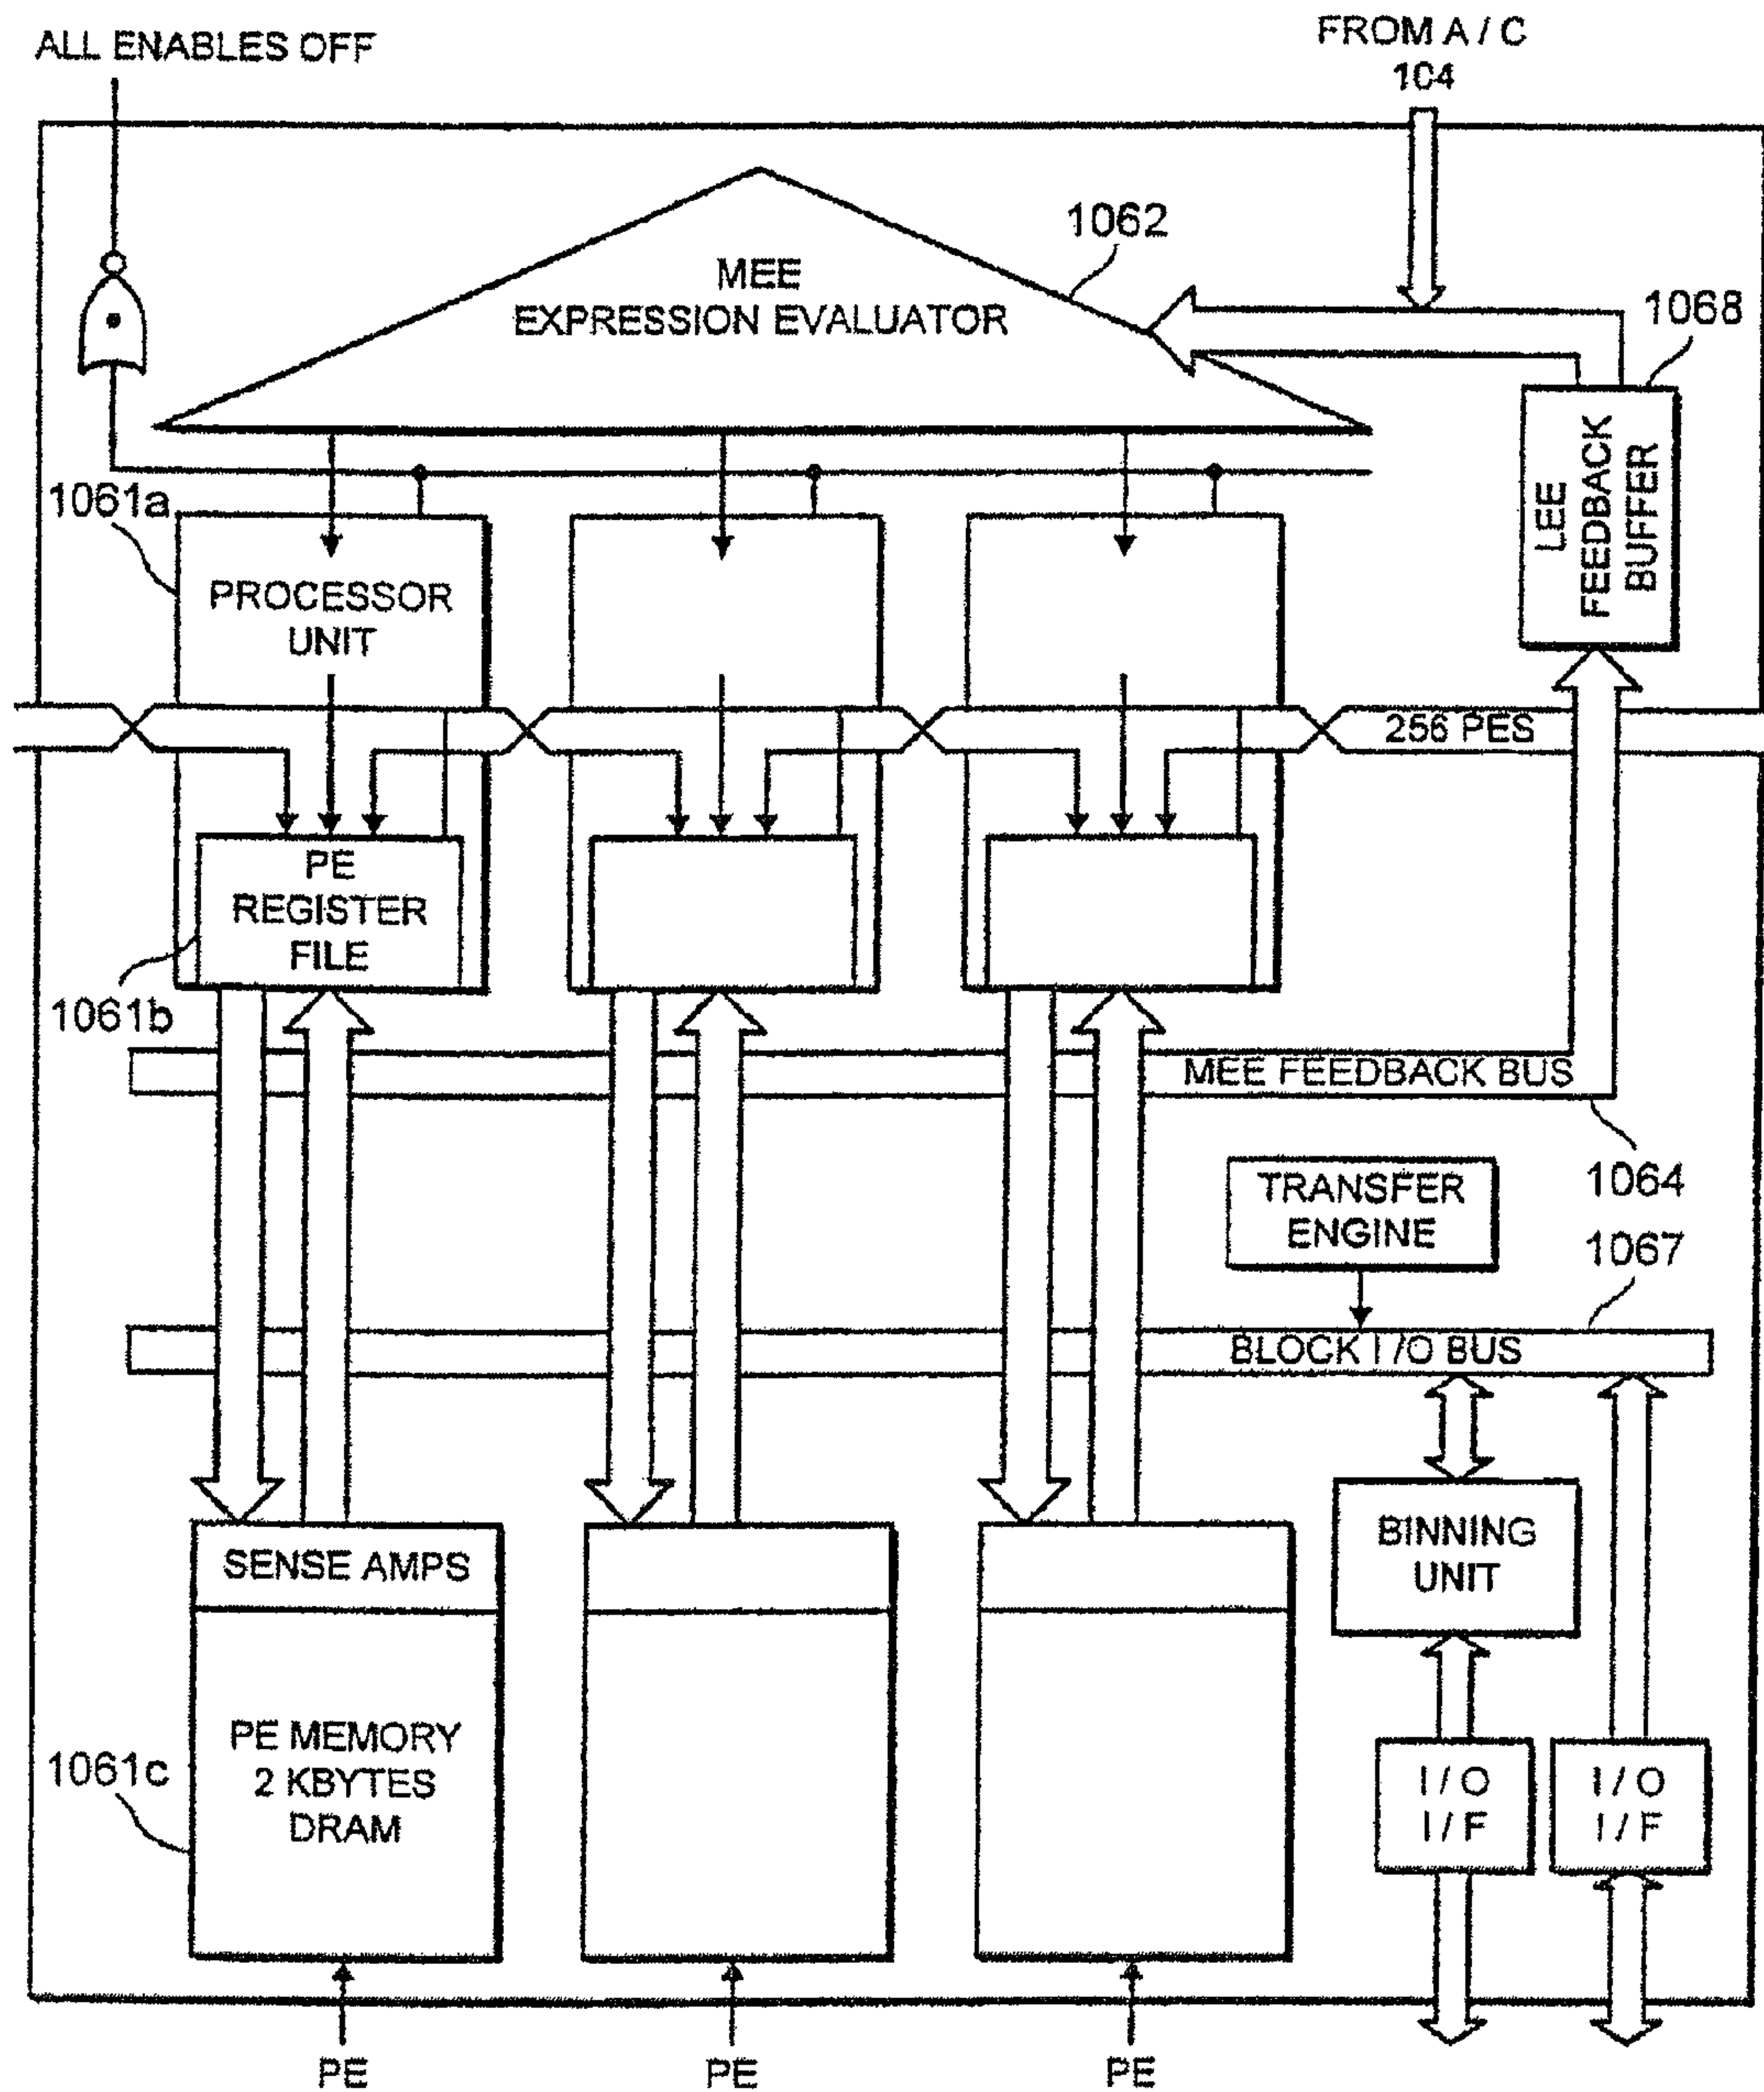 ALL ENABLES OFF
FROM A / C
104
1062
MEE
EXPRESSION EVALUATOR
1068
LEE
FEEDBACK
BUFFER
1061a
PROCESSOR
UNIT
256 PES
PE
REGISTER
FILE
1061b
MEE FEEDBACK BUS
1064
TRANSFER
ENGINE
1067
BLOCK I / O BUS
SENSE AMPS
BINNING
UNIT
PE MEMORY
2 KBYTES
DRAM
1061c
I / O
I / F
I / O
I / F
PE
PE
PE